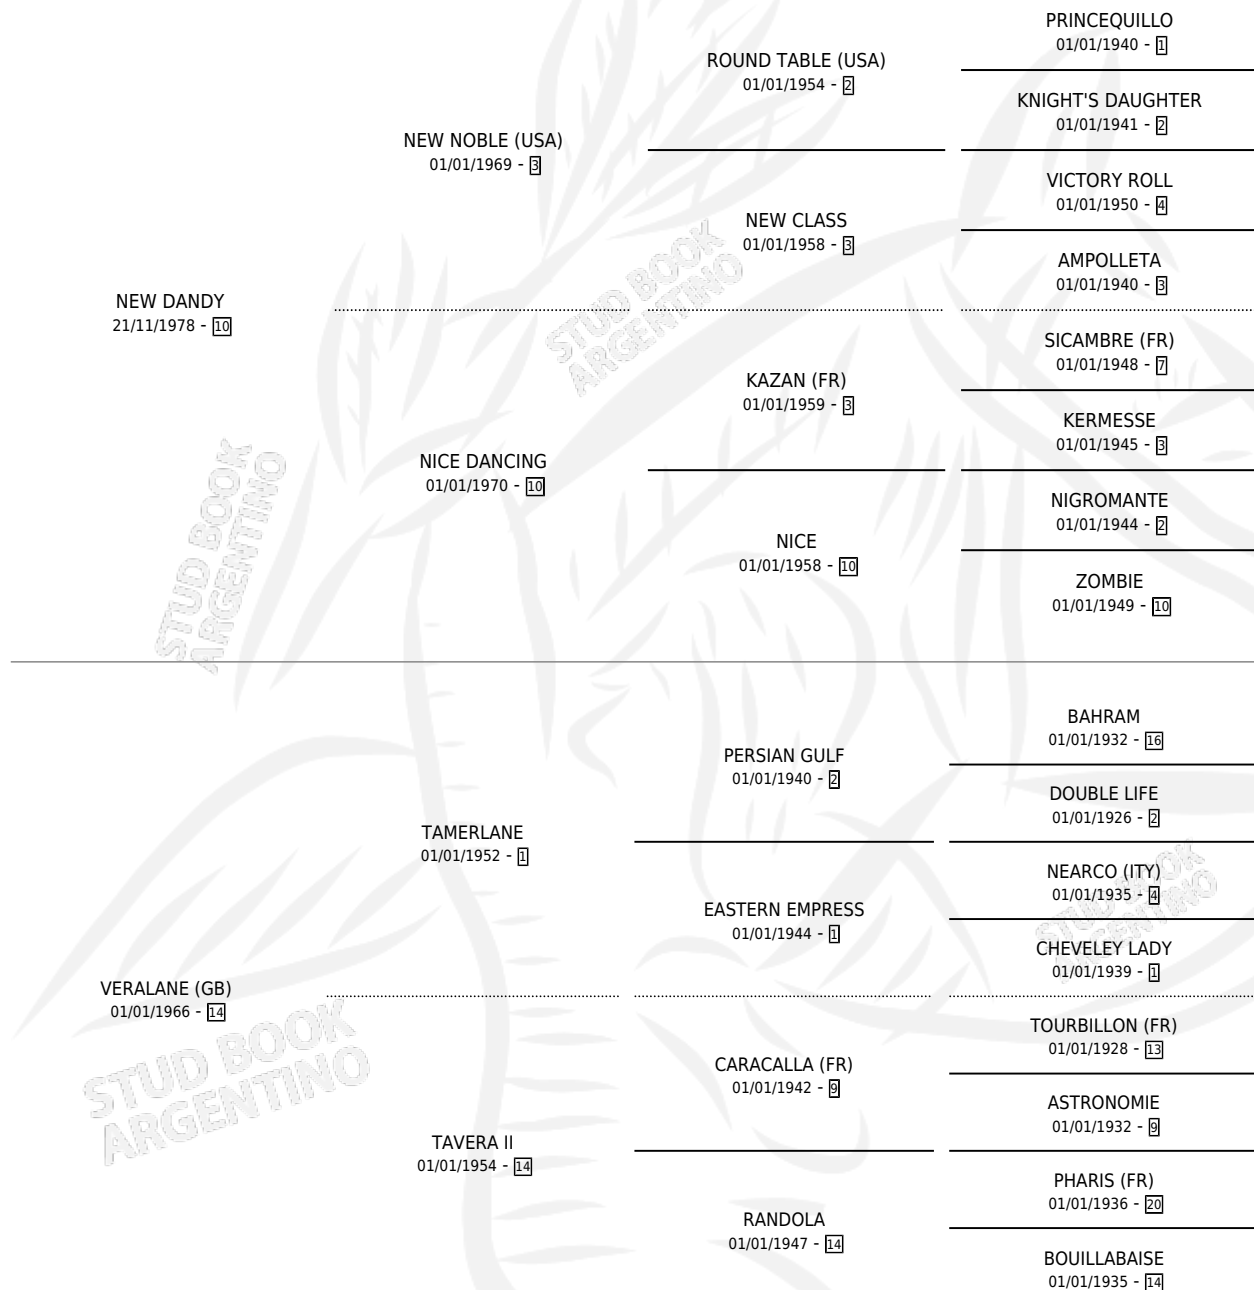 NEW DANDY
21/11/1978 - 10
NEW NOBLE (USA)
01/01/1969 - 3
ROUND TABLE (USA)
01/01/1954 - 2
PRINCEQUILLO
01/01/1940 - 1
KNIGHT'S DAUGHTER
01/01/1941 - 2
NEW CLASS
01/01/1958 - 3
VICTORY ROLL
01/01/1950 - 4
AMPOLLETA
01/01/1940 - 3
NICE DANCING
01/01/1970 - 10
KAZAN (FR)
01/01/1959 - 3
SICAMBRE (FR)
01/01/1948 - 7
KERMESSE
01/01/1945 - 3
NICE
01/01/1958 - 10
NIGROMANTE
01/01/1944 - 2
ZOMBIE
01/01/1949 - 10
VERALANE (GB)
01/01/1966 - 14
TAMERLANE
01/01/1952 - 1
PERSIAN GULF
01/01/1940 - 2
BAHRAM
01/01/1932 - 16
DOUBLE LIFE
01/01/1926 - 2
EASTERN EMPRESS
01/01/1944 - 1
NEARCO (ITY)
01/01/1935 - 4
CHEVELEY LADY
01/01/1939 - 1
TAVERA II
01/01/1954 - 14
CARACALLA (FR)
01/01/1942 - 9
TOURBILLON (FR)
01/01/1928 - 13
ASTRONOMIE
01/01/1932 - 9
RANDOLA
01/01/1947 - 14
PHARIS (FR)
01/01/1936 - 20
BOUILLABAISE
01/01/1935 - 14
STUD BOOK
ARGENTINO
STUD BOOK
ARGENTINO
STUD BOOK
ARGENTINO
STUD BOOK
ARGENTINO